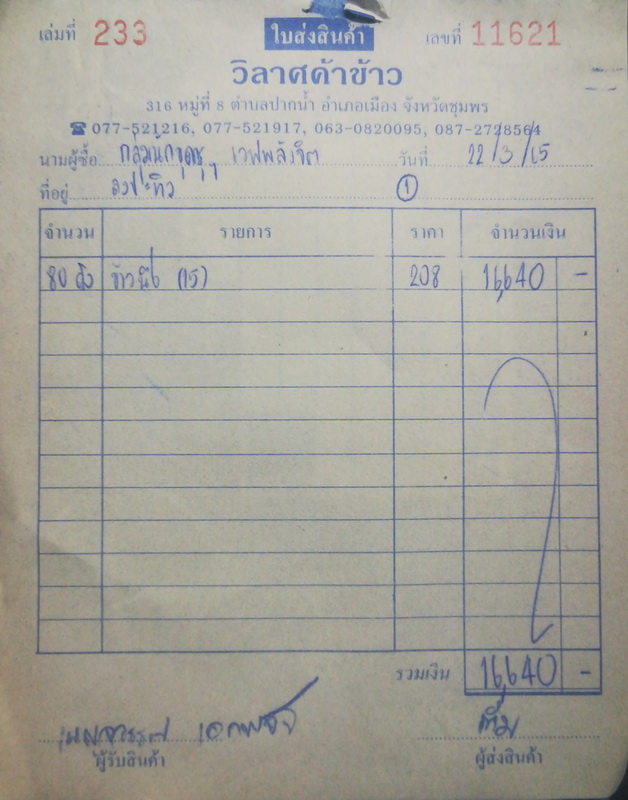 เล่มที่ 233 ใบส่งสินค้า เลขที่ 11621
วิลาศค้าข้าว
316 หมู่ที่ 8 ตำบลปากน้ำ อำเภอเมือง จังหวัดชุมพร
☎ 077-521216, 077-521917, 063-0820095, 087-2728564
นามผู้ซื้อ วันที่ 22/3/65
ที่อยู่ 1
จำนวน รายการ ราคา จำนวนเงิน
80 ถัง (15) 208 16,640 -
รวมเงิน 16,640 -
ผู้รับสินค้า ผู้ส่งสินค้า